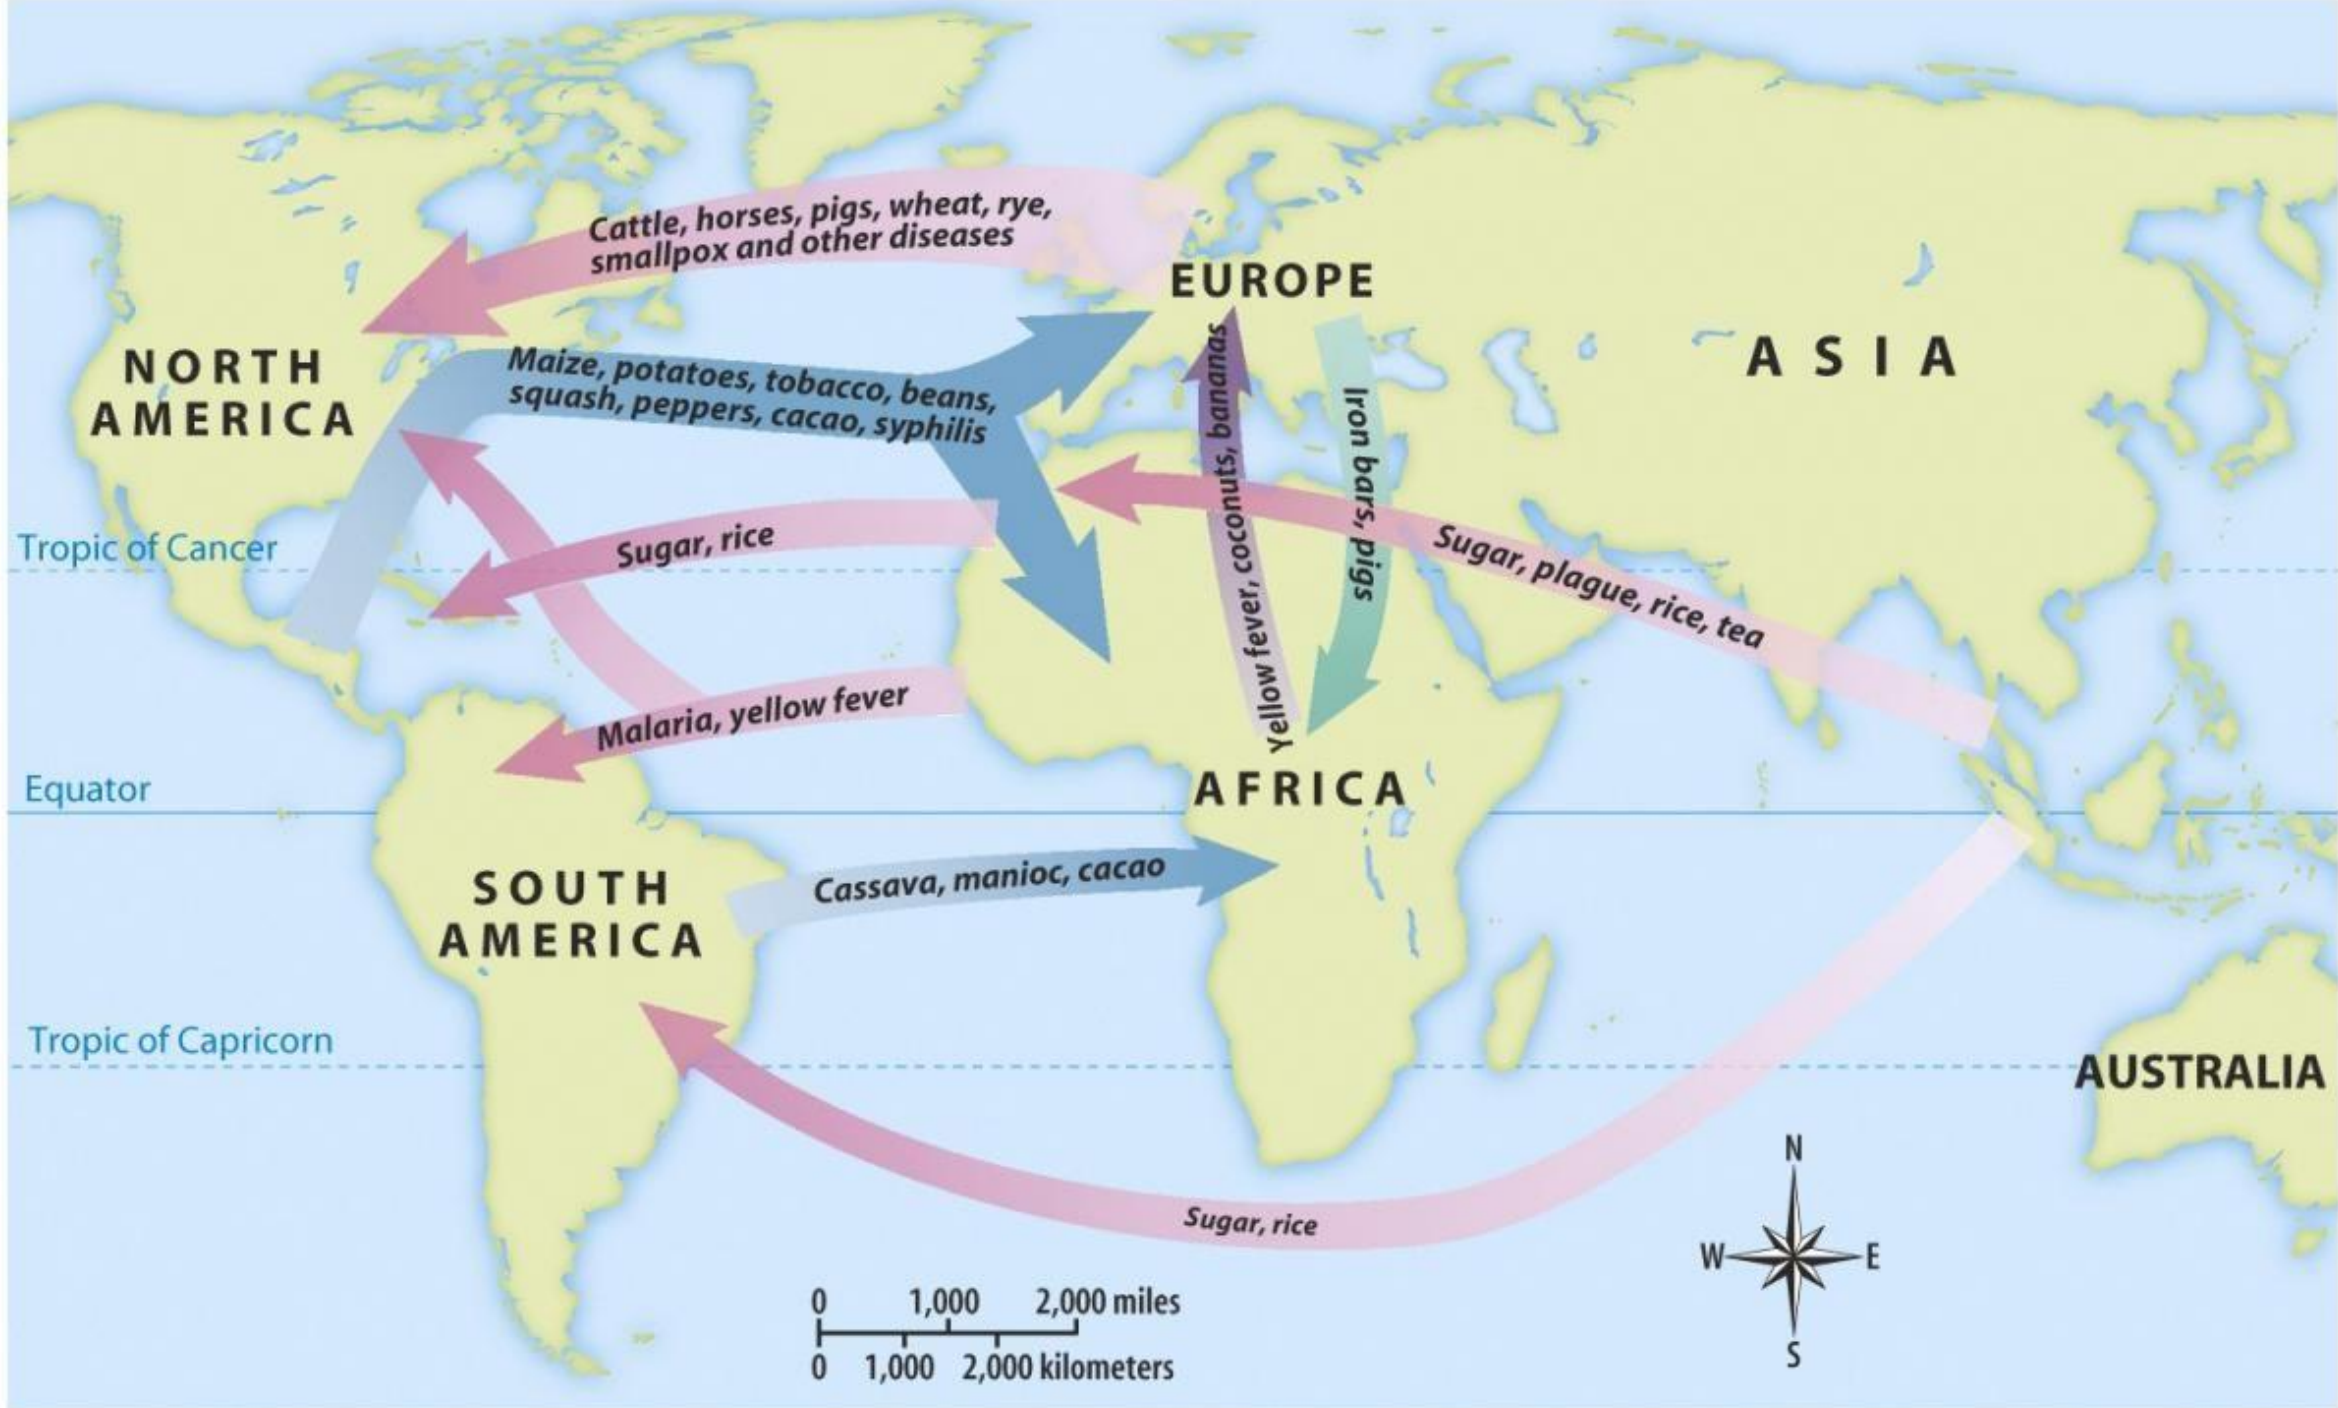 Cattle, horses, pigs, wheat, rye,
smallpox and other diseases
EUROPE
NORTH
AMERICA
ASIA
Maize, potatoes, tobacco, beans,
squash, peppers, cacao, syphilis
Yellow fever, coconuts, bananas
Iron bars, pigs
Tropic of Cancer
Sugar, rice
Sugar, plague, rice, tea
Malaria, yellow fever
Equator
AFRICA
SOUTH
AMERICA
Cassava, manioc, cacao
Tropic of Capricorn
AUSTRALIA
Sugar, rice
N
W E
S
0 1,000 2,000 miles
0 1,000 2,000 kilometers